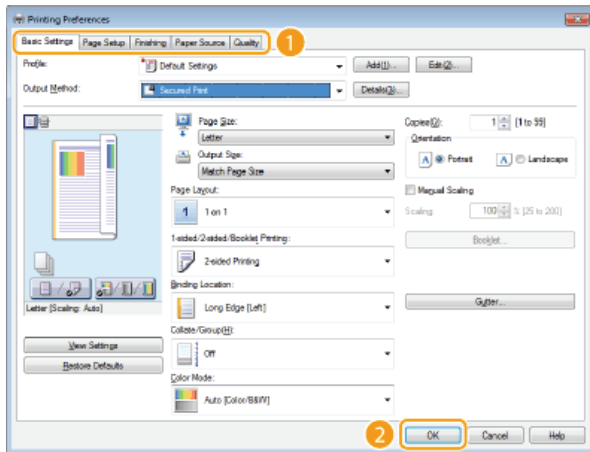 Printing Preferences
Basic Settings Page Setup Finishing Paper Source Quality 1
Profile: Default Settings Add(1)... Edit(2)...
Output Method: Secured Print Details(3)...
Page Size: Copies(Q): 1 [1 to 99]
Letter Orientation
Output Size: A Portrait A Landscape
Match Page Size
Page Layout: Manual Scaling
1 1 on 1 Scaling: 100 % [25 to 200]
1-sided/2-sided/Booklet Printing: Booklet...
2-sided Printing
Binding Location:
Long Edge [Left] Gutter...
Letter [Scaling: Auto]
Collate/Group(H):
View Settings Off
Restore Defaults
Color Mode:
Auto [Color/B&W]
2 OK Cancel Help